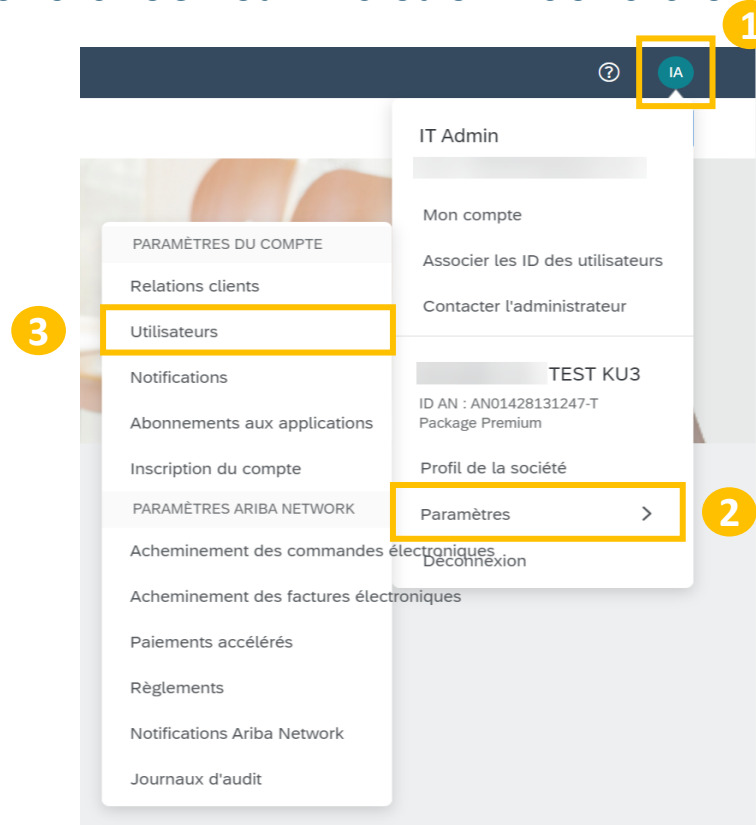 1
IA
IT Admin
Mon compte
Associer les ID des utilisateurs
Contacter l'administrateur
TEST KU3
ID AN : AN01428131247-T
Package Premium
Profil de la société
Paramètres
2
Déconnexion
PARAMÈTRES DU COMPTE
Relations clients
3
Utilisateurs
Notifications
Abonnements aux applications
Inscription du compte
PARAMÈTRES ARIBA NETWORK
Acheminement des commandes électroniques
Acheminement des factures électroniques
Paiements accélérés
Règlements
Notifications Ariba Network
Journaux d'audit